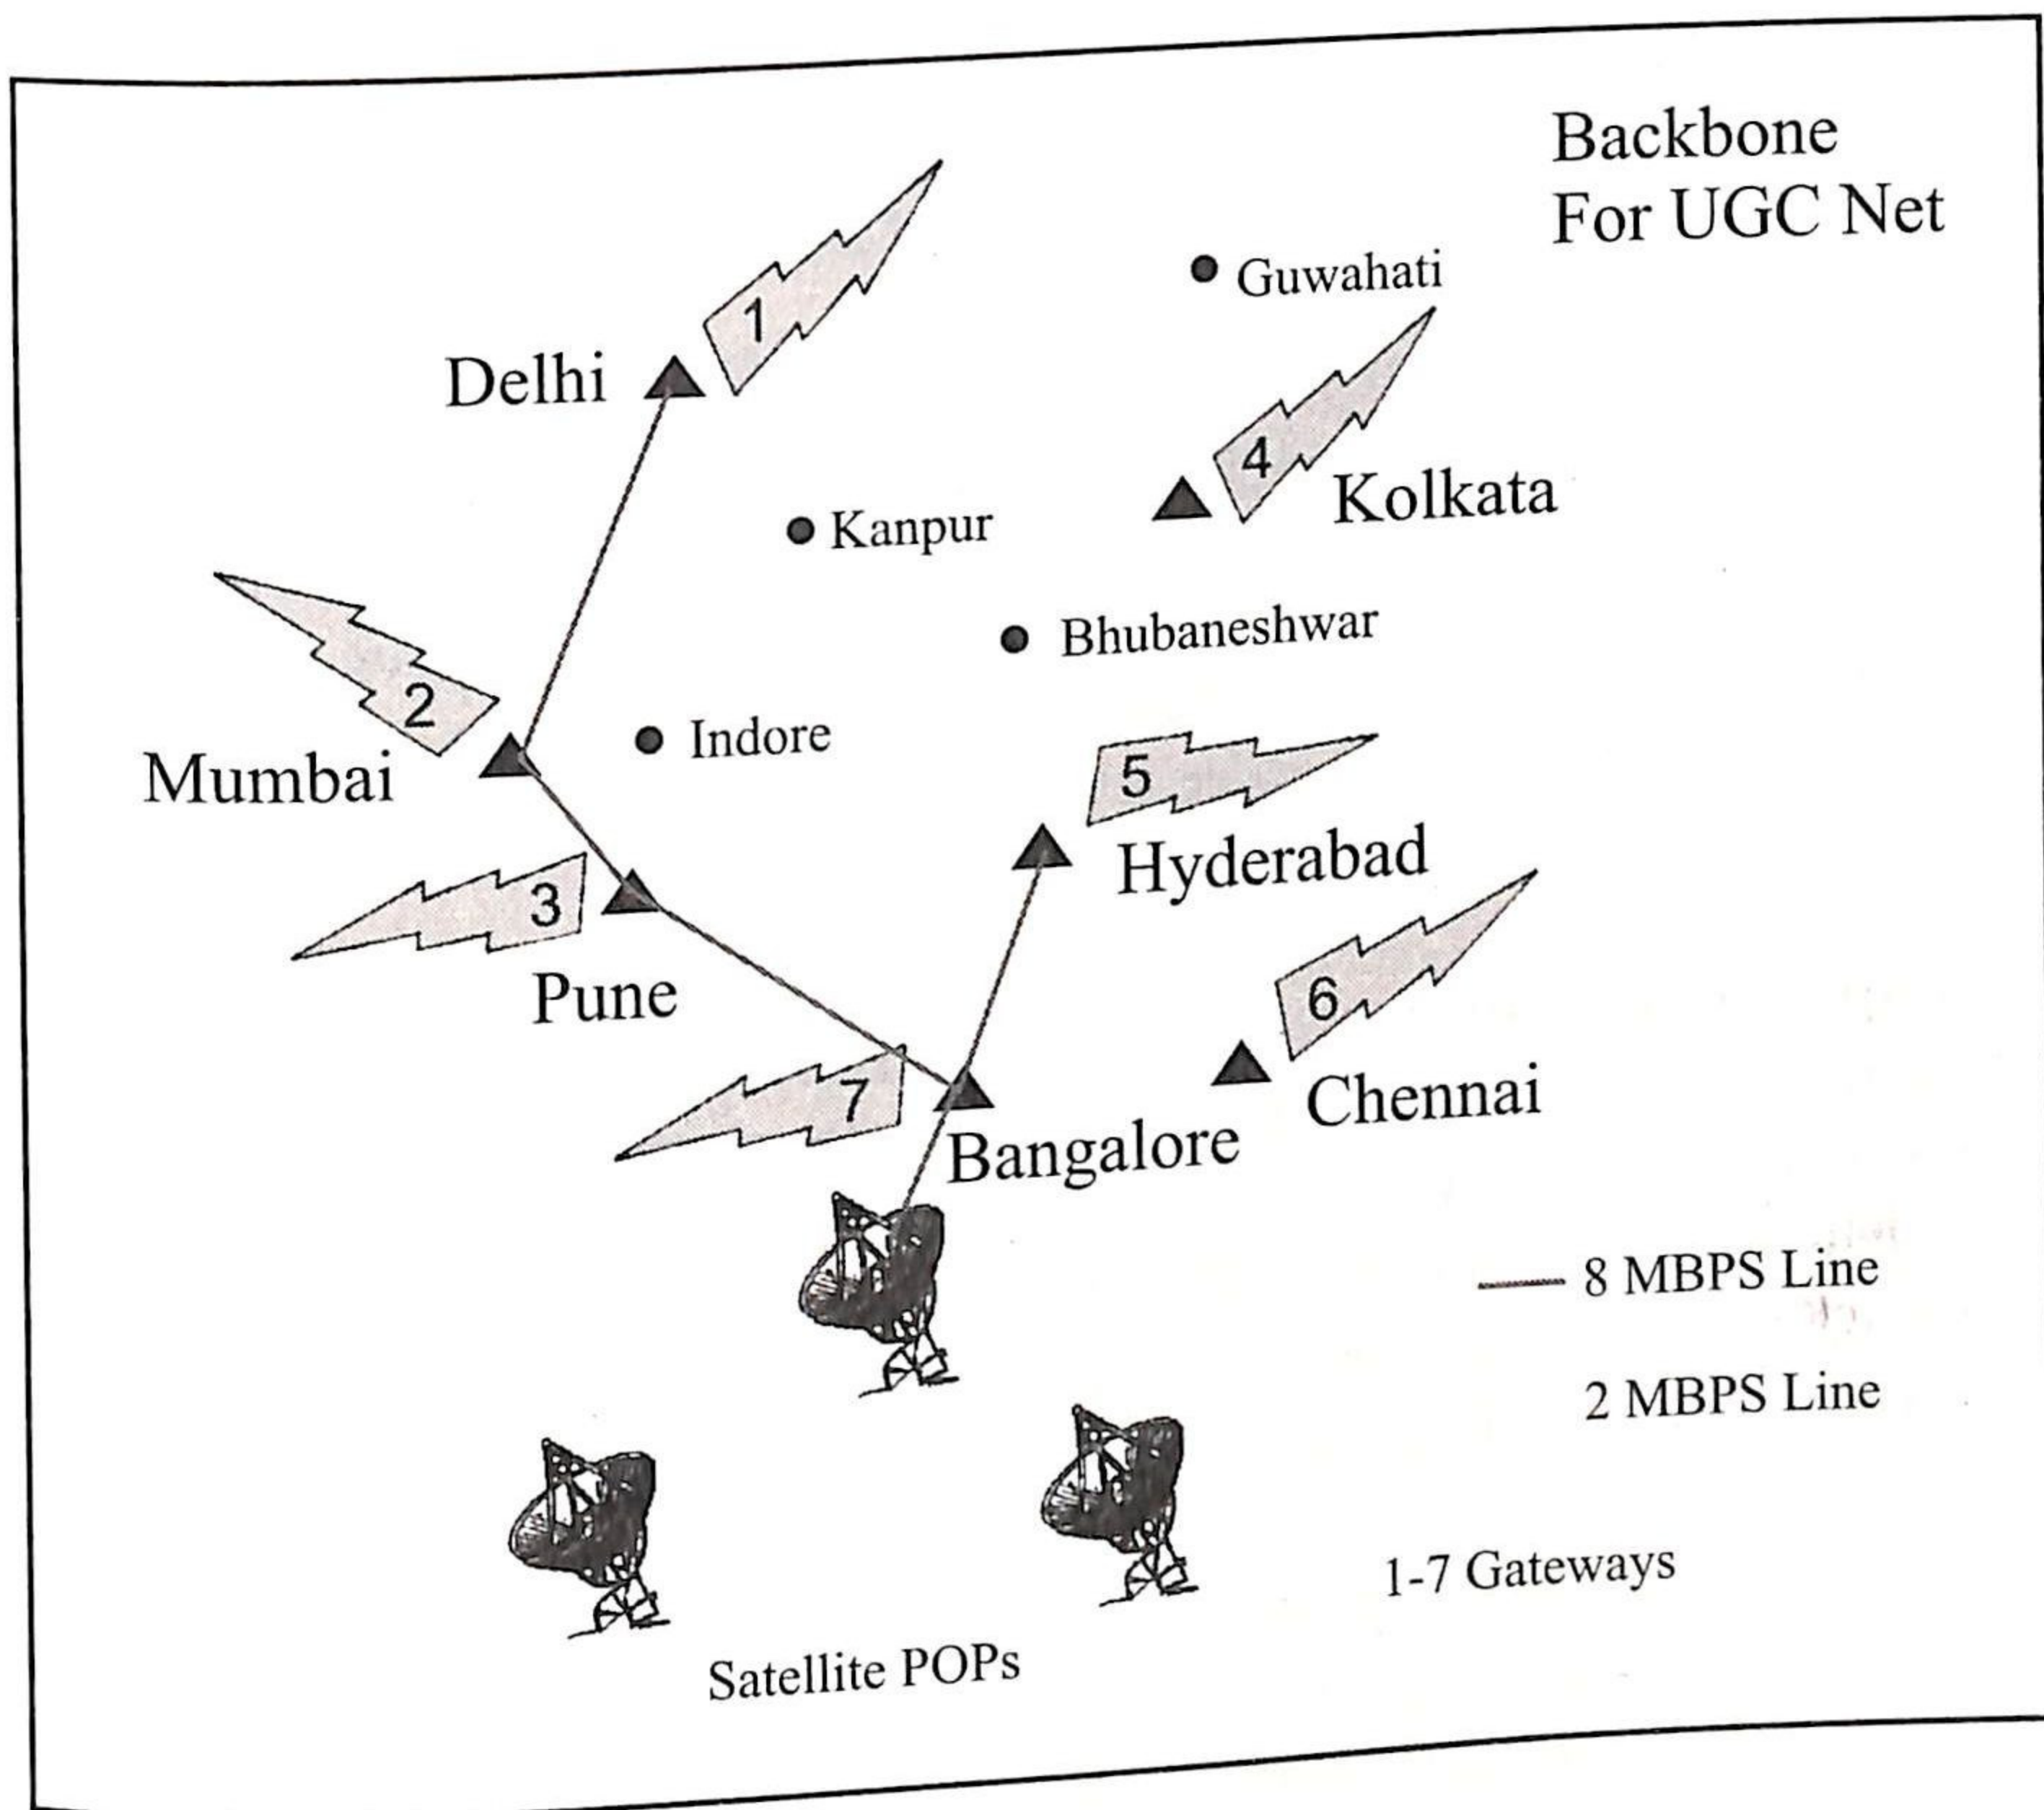 Backbone
For UGC Net
Guwahati
1
Delhi
4
Kolkata
Kanpur
Bhubaneshwar
2
Mumbai
Indore
5
Hyderabad
3
Pune
6
Chennai
7
Bangalore
8 MBPS Line
2 MBPS Line
1-7 Gateways
Satellite POPs